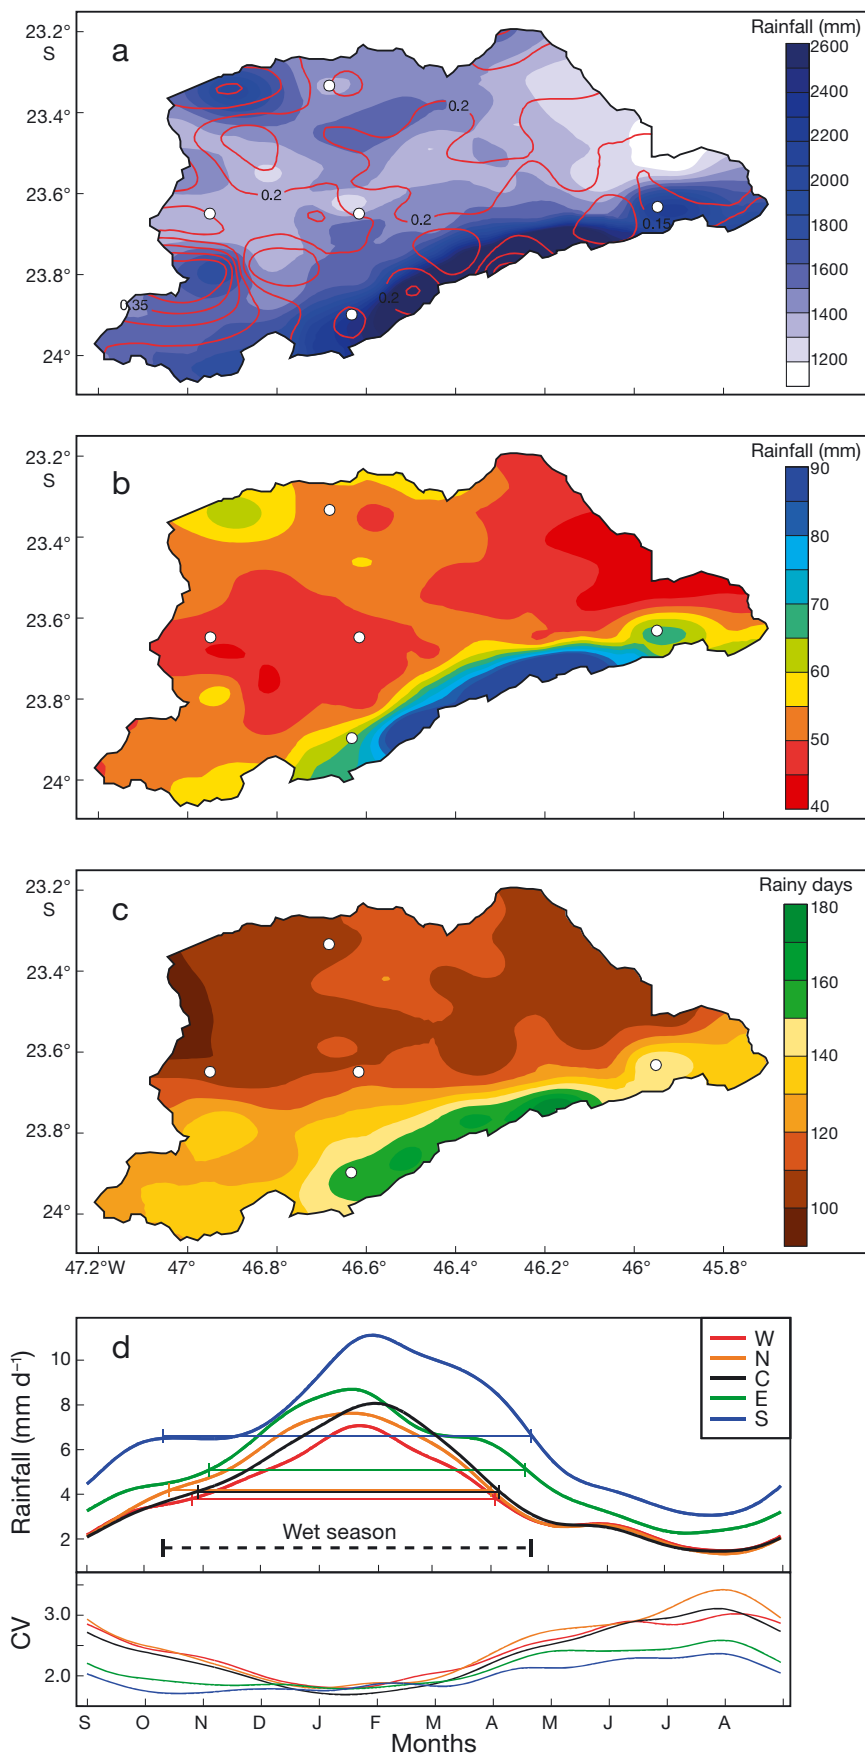 a
Rainfall (mm)
23.2°
S
23.4°
23.6°
23.8°
24°
0.2
0.2
0.2
0.15
0.2
0.35
2600
2400
2200
2000
1800
1600
1400
1200
b
Rainfall (mm)
23.2°
S
23.4°
23.6°
23.8°
24°
90
80
70
60
50
40
c
Rainy days
23.2°
S
23.4°
23.6°
23.8°
24°
180
160
140
120
100
47.2°W 47° 46.8° 46.6° 46.4° 46.2° 46° 45.8°
d
Rainfall (mm d⁻¹)
10
8
6
4
2
W
N
C
E
S
Wet season
CV
3.0
2.0
S O N D J F M A M J J A
Months